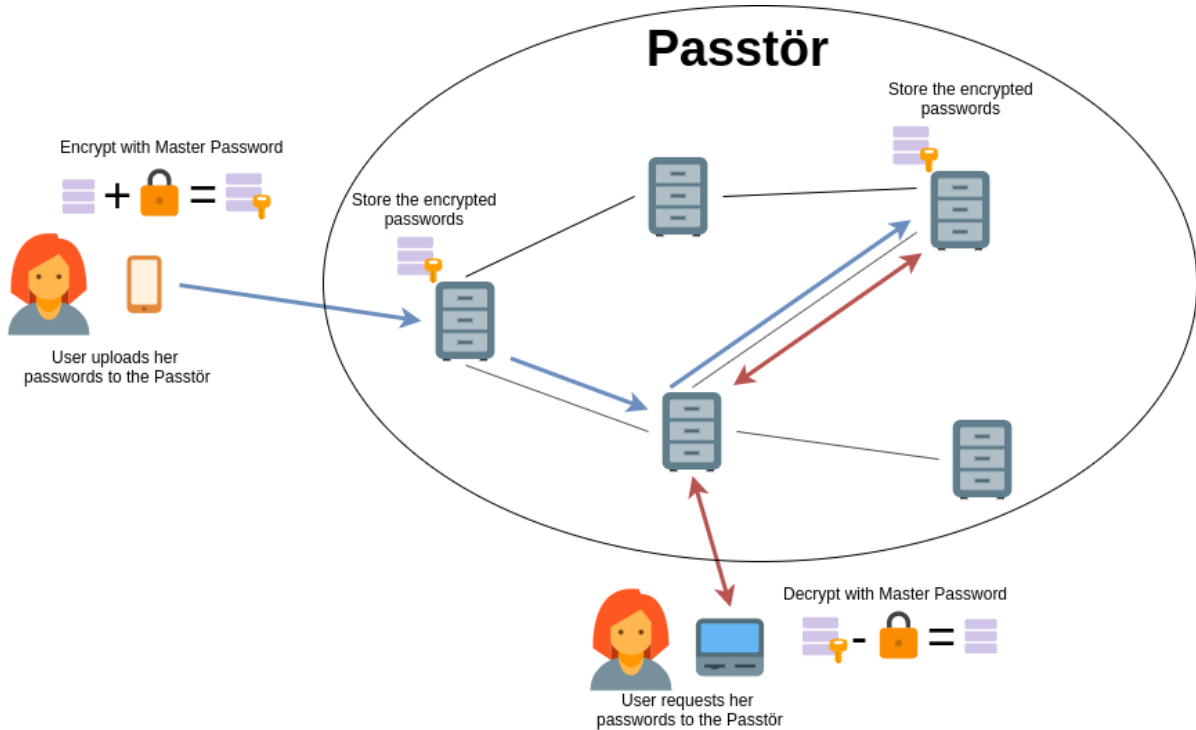 Passtör
Store the encrypted
passwords
Encrypt with Master Password
+ =
Store the encrypted
passwords
User uploads her
passwords to the Passtör
Decrypt with Master Password
- =
User requests her
passwords to the Passtör